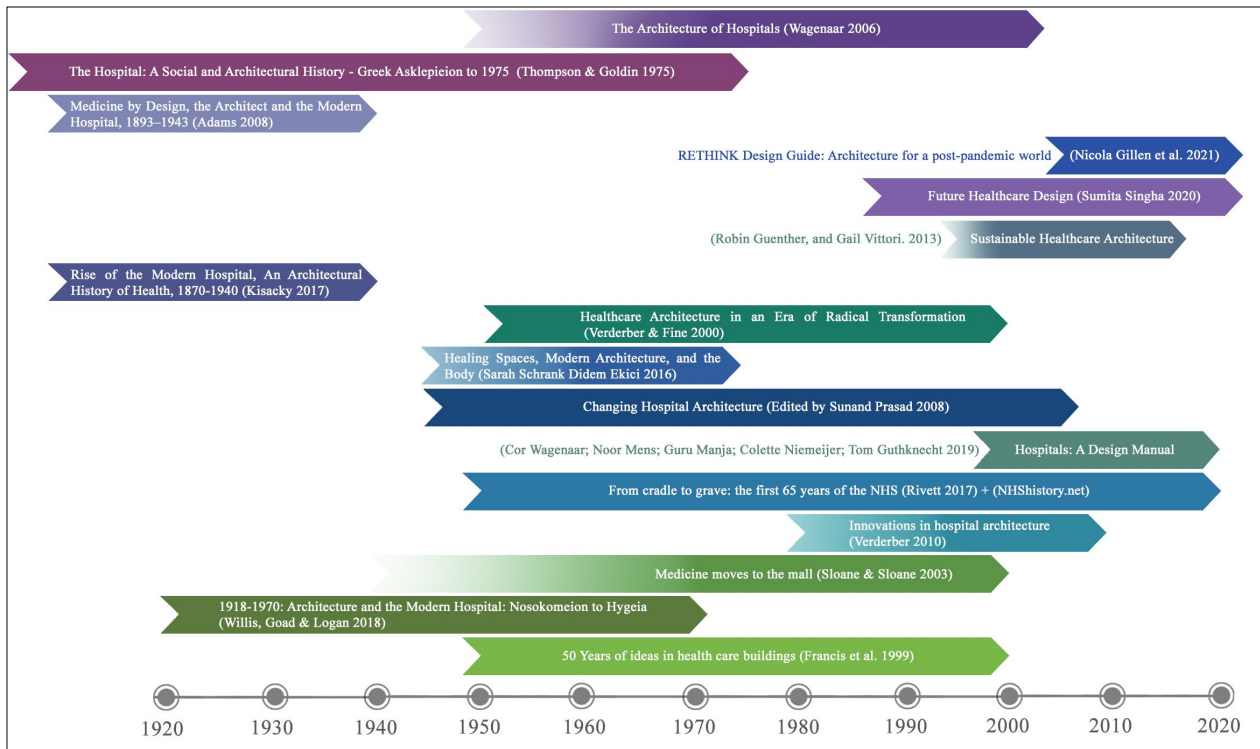 The Architecture of Hospitals (Wagenaar 2006)
The Hospital: A Social and Architectural History - Greek Asklepieion to 1975 (Thompson & Goldin 1975)
Medicine by Design, the Architect and the Modern
Hospital, 1893–1943 (Adams 2008)
RETHINK Design Guide: Architecture for a post-pandemic world (Nicola Gillen et al. 2021)
Future Healthcare Design (Sumita Singha 2020)
(Robin Guenther, and Gail Vittori. 2013) Sustainable Healthcare Architecture
Rise of the Modern Hospital, An Architectural
History of Health, 1870-1940 (Kisacky 2017)
Healthcare Architecture in an Era of Radical Transformation
(Verderber & Fine 2000)
Healing Spaces, Modern Architecture, and the
Body (Sarah Schrank Didem Ekici 2016)
Changing Hospital Architecture (Edited by Sunand Prasad 2008)
(Cor Wagenaar; Noor Mens; Guru Manja; Colette Niemeijer; Tom Guthknecht 2019) Hospitals: A Design Manual
From cradle to grave: the first 65 years of the NHS (Rivett 2017) + (NHShistory.net)
Innovations in hospital architecture
(Verderber 2010)
Medicine moves to the mall (Sloane & Sloane 2003)
1918-1970: Architecture and the Modern Hospital: Nosokomeion to Hygeia
(Willis, Goad & Logan 2018)
50 Years of ideas in health care buildings (Francis et al. 1999)
1920 1930 1940 1950 1960 1970 1980 1990 2000 2010 2020